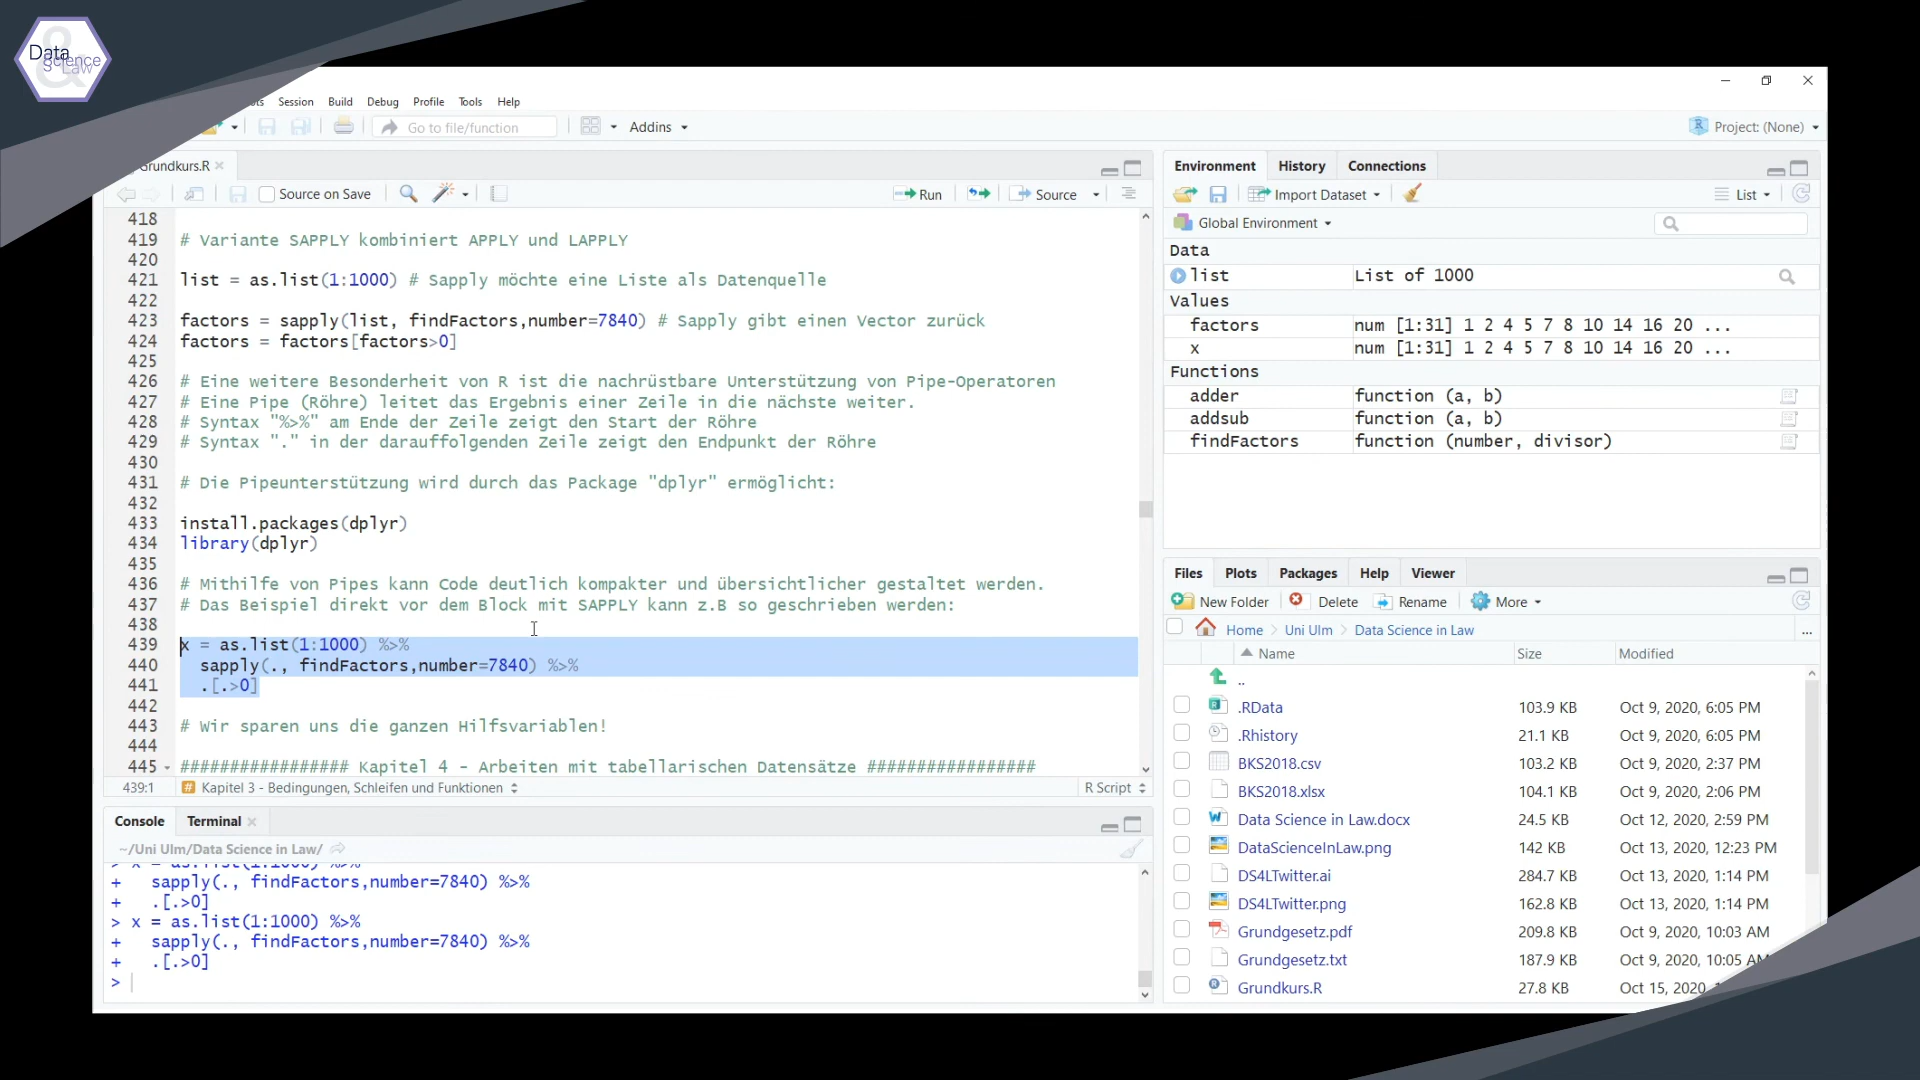 Data
Science
Law
Session Build Debug Profile Tools Help
Go to file/function
Addins
Project: (None)
Grundkurs.R
Source on Save
Run
Source
418
419 # Variante SAPPLY kombiniert APPLY und LAPPLY
420
421 list = as.list(1:1000) # Sapply möchte eine Liste als Datenquelle
422
423 factors = sapply(list, findFactors,number=7840) # Sapply gibt einen Vector zurück
424 factors = factors[factors>0]
425
426 # Eine weitere Besonderheit von R ist die nachrüstbare Unterstützung von Pipe-Operatoren
427 # Eine Pipe (Röhre) leitet das Ergebnis einer Zeile in die nächste weiter.
428 # Syntax "%>%" am Ende der Zeile zeigt den Start der Röhre
429 # Syntax "." in der darauffolgenden Zeile zeigt den Endpunkt der Röhre
430
431 # Die Pipeunterstützung wird durch das Package "dplyr" ermöglicht:
432
433 install.packages(dplyr)
434 library(dplyr)
435
436 # Mithilfe von Pipes kann Code deutlich kompakter und übersichtlicher gestaltet werden.
437 # Das Beispiel direkt vor dem Block mit SAPPLY kann z.B so geschrieben werden:
438
439 x = as.list(1:1000) %>%
440 sapply(., findFactors,number=7840) %>%
441 .[.>0]
442
443 # Wir sparen uns die ganzen Hilfsvariablen!
444
445 ################# Kapitel 4 - Arbeiten mit tabellarischen Datensätze #################
439:1 # Kapitel 3 - Bedingungen, Schleifen und Funktionen R Script
Console Terminal
~/Uni Ulm/Data Science in Law/
> x = as.list(1:1000) %>%
+ sapply(., findFactors,number=7840) %>%
+ .[.>0]
> x = as.list(1:1000) %>%
+ sapply(., findFactors,number=7840) %>%
+ .[.>0]
>
Environment History Connections
Import Dataset
List
Global Environment
Data
list List of 1000
Values
factors num [1:31] 1 2 4 5 7 8 10 14 16 20 ...
x num [1:31] 1 2 4 5 7 8 10 14 16 20 ...
Functions
adder function (a, b)
addsub function (a, b)
findFactors function (number, divisor)
Files Plots Packages Help Viewer
New Folder Delete Rename More
Home Uni Ulm Data Science in Law ...
Name Size Modified
..
.RData 103.9 KB Oct 9, 2020, 6:05 PM
.Rhistory 21.1 KB Oct 9, 2020, 6:05 PM
BKS2018.csv 103.2 KB Oct 9, 2020, 2:37 PM
BKS2018.xlsx 104.1 KB Oct 9, 2020, 2:06 PM
Data Science in Law.docx 24.5 KB Oct 12, 2020, 2:59 PM
DataScienceInLaw.png 142 KB Oct 13, 2020, 12:23 PM
DS4LTwitter.ai 284.7 KB Oct 13, 2020, 1:14 PM
DS4LTwitter.png 162.8 KB Oct 13, 2020, 1:14 PM
Grundgesetz.pdf 209.8 KB Oct 9, 2020, 10:03 AM
Grundgesetz.txt 187.9 KB Oct 9, 2020, 10:05 AM
Grundkurs.R 27.8 KB Oct 15, 2020,